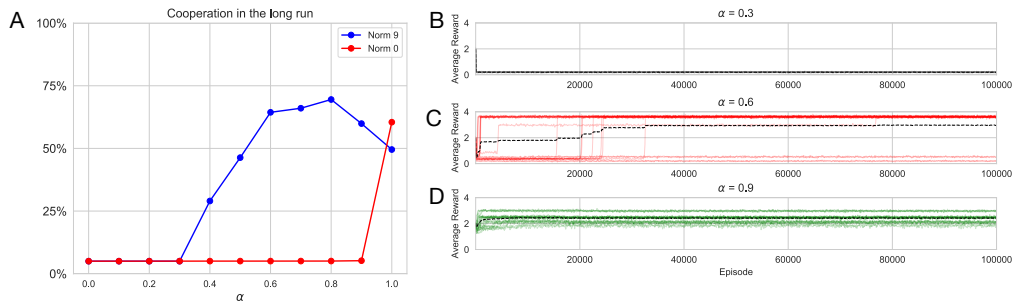 A
Cooperation in the long run
100%
75%
50%
25%
0%
Norm 9
Norm 0
0.0 0.2 0.4 0.6 0.8 1.0
α
B
α = 0.3
Average Reward
4
2
0
20000 40000 60000 80000 100000
C
α = 0.6
Average Reward
4
2
0
20000 40000 60000 80000 100000
D
α = 0.9
Average Reward
4
2
0
20000 40000 60000 80000 100000
Episode